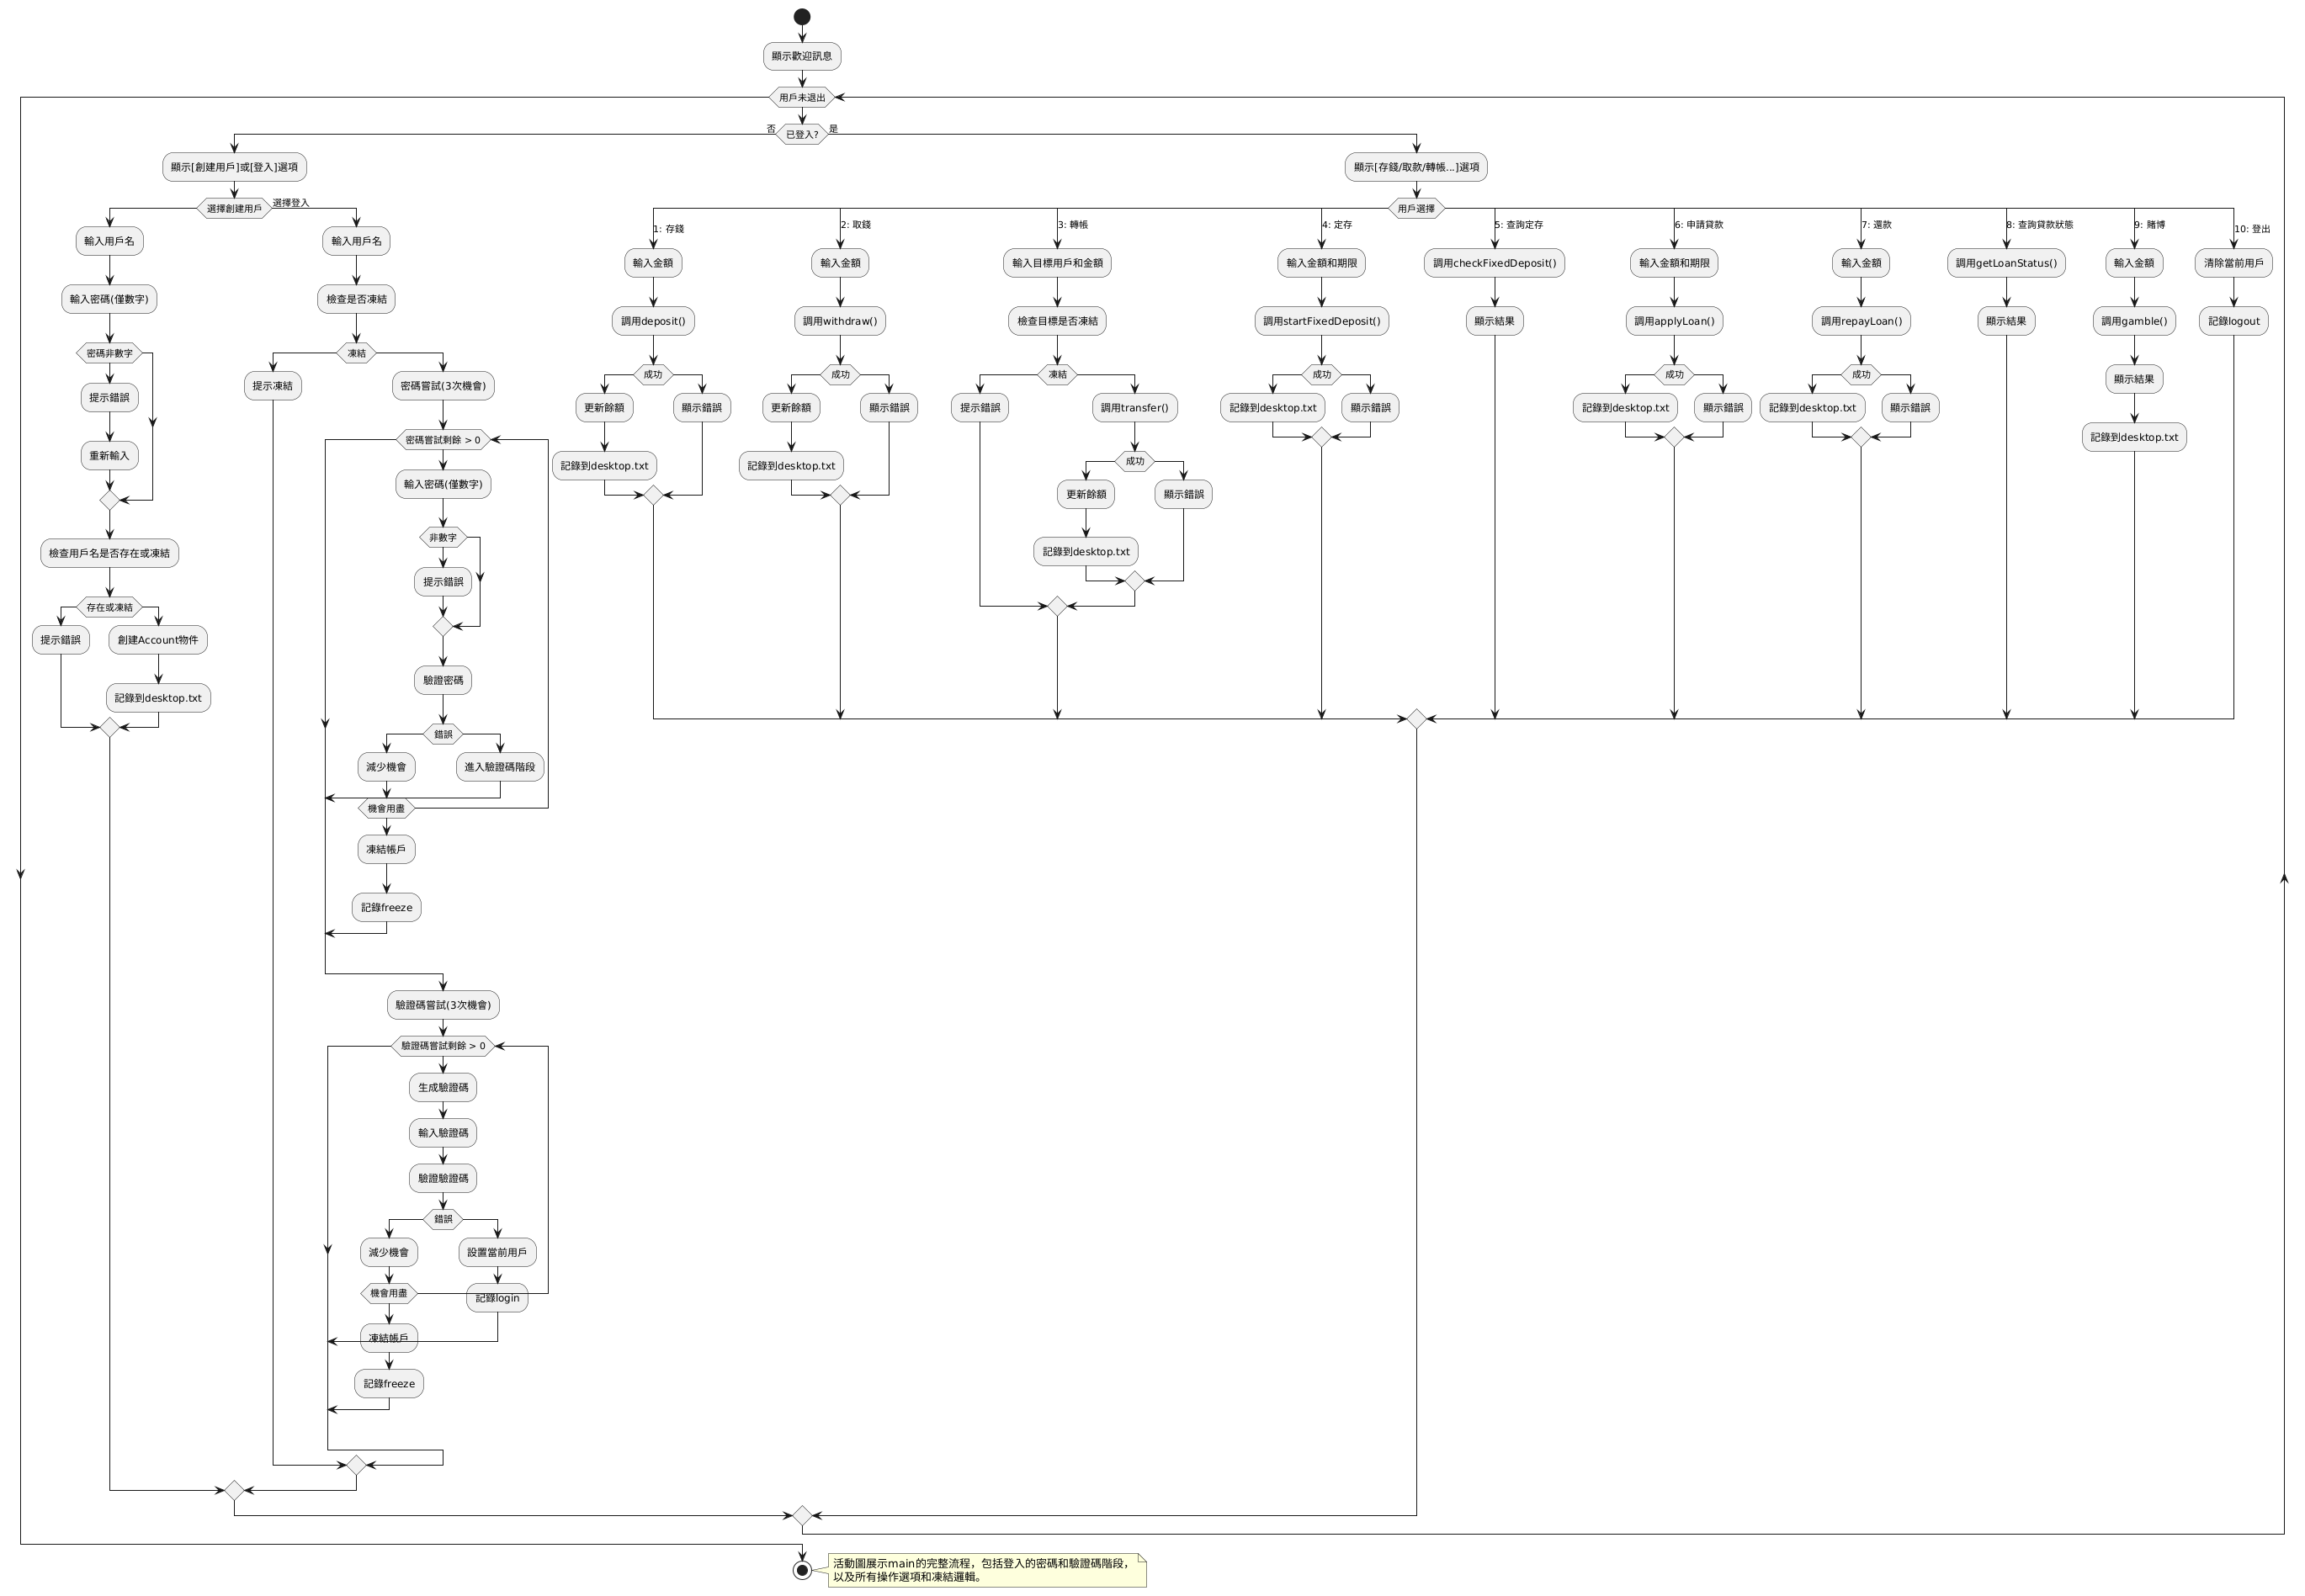 顯示歡迎訊息
用戶未退出
已登入?
否
是
顯示[創建用戶]或[登入]選項
選擇創建用戶
選擇登入
輸入用戶名
輸入密碼(僅數字)
密碼非數字
提示錯誤
重新輸入
檢查用戶名是否存在或凍結
存在或凍結
提示錯誤
創建Account物件
記錄到desktop.txt
輸入用戶名
檢查是否凍結
凍結
提示凍結
密碼嘗試(3次機會)
密碼嘗試剩餘 > 0
輸入密碼(僅數字)
非數字
提示錯誤
驗證密碼
錯誤
減少機會
進入驗證碼階段
機會用盡
凍結帳戶
記錄freeze
驗證碼嘗試(3次機會)
驗證碼嘗試剩餘 > 0
生成驗證碼
輸入驗證碼
驗證驗證碼
錯誤
減少機會
設置當前用戶
機會用盡
記錄login
凍結帳戶
記錄freeze
顯示[存錢/取款/轉帳...]選項
用戶選擇
1: 存錢
輸入金額
調用deposit()
成功
更新餘額
顯示錯誤
記錄到desktop.txt
2: 取錢
輸入金額
調用withdraw()
成功
更新餘額
顯示錯誤
記錄到desktop.txt
3: 轉帳
輸入目標用戶和金額
檢查目標是否凍結
凍結
提示錯誤
調用transfer()
成功
更新餘額
顯示錯誤
記錄到desktop.txt
4: 定存
輸入金額和期限
調用startFixedDeposit()
成功
記錄到desktop.txt
顯示錯誤
5: 查詢定存
調用checkFixedDeposit()
顯示結果
6: 申請貸款
輸入金額和期限
調用applyLoan()
成功
記錄到desktop.txt
顯示錯誤
7: 還款
輸入金額
調用repayLoan()
成功
記錄到desktop.txt
顯示錯誤
8: 查詢貸款狀態
調用getLoanStatus()
顯示結果
9: 賭博
輸入金額
調用gamble()
顯示結果
記錄到desktop.txt
10: 登出
清除當前用戶
記錄logout
活動圖展示main的完整流程，包括登入的密碼和驗證碼階段，
以及所有操作選項和凍結邏輯。